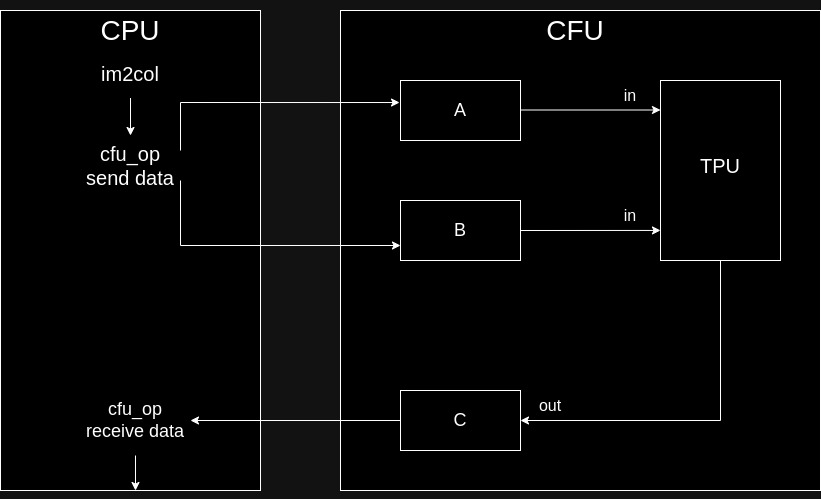 CPU
im2col
cfu_op
send data
cfu_op
receive data
CFU
A
in
TPU
B
in
C
out